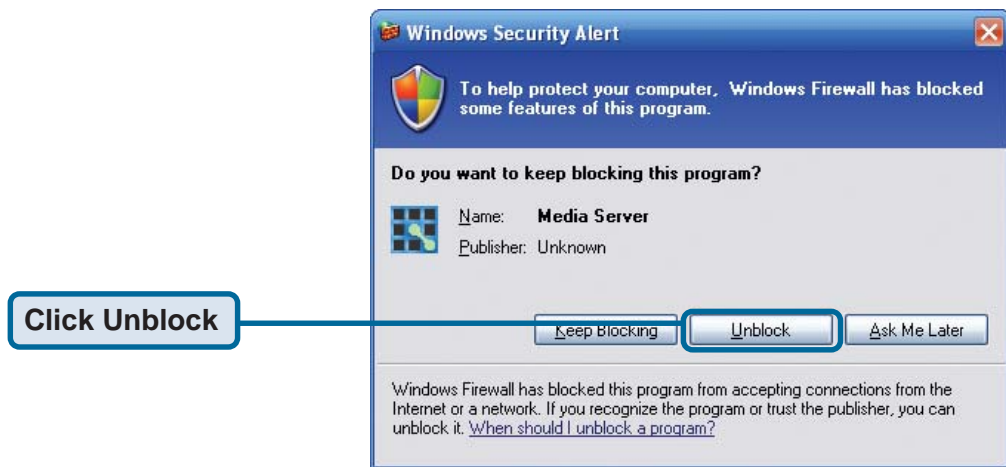 Windows Security Alert
To help protect your computer, Windows Firewall has blocked
some features of this program.
Do you want to keep blocking this program?
Name: Media Server
Publisher: Unknown
Click Unblock
Keep Blocking Unblock Ask Me Later
Windows Firewall has blocked this program from accepting connections from the
Internet or a network. If you recognize the program or trust the publisher, you can
unblock it. When should I unblock a program?